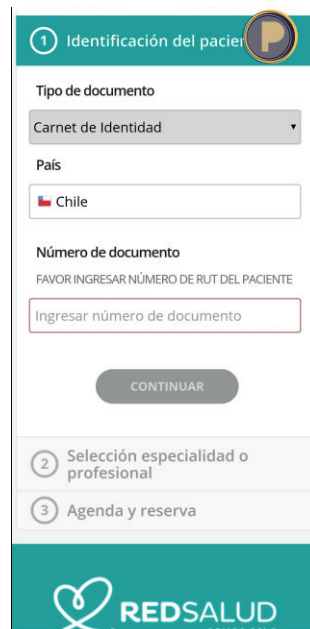 1 Identificación del pacien
P
Tipo de documento
Carnet de Identidad
País
Chile
Número de documento
FAVOR INGRESAR NÚMERO DE RUT DEL PACIENTE
Ingresar número de documento
CONTINUAR
2 Selección especialidad o
profesional
3 Agenda y reserva
REDSALUD